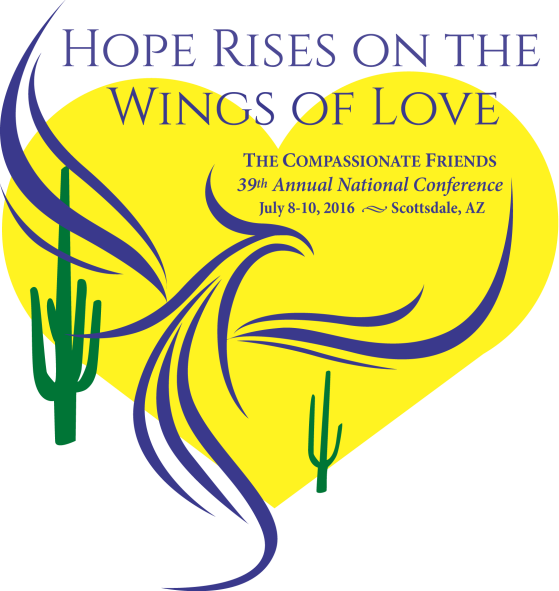 Hope Rises on the
Wings of Love
The Compassionate Friends
39th Annual National Conference
July 8-10, 2016 Scottsdale, AZ